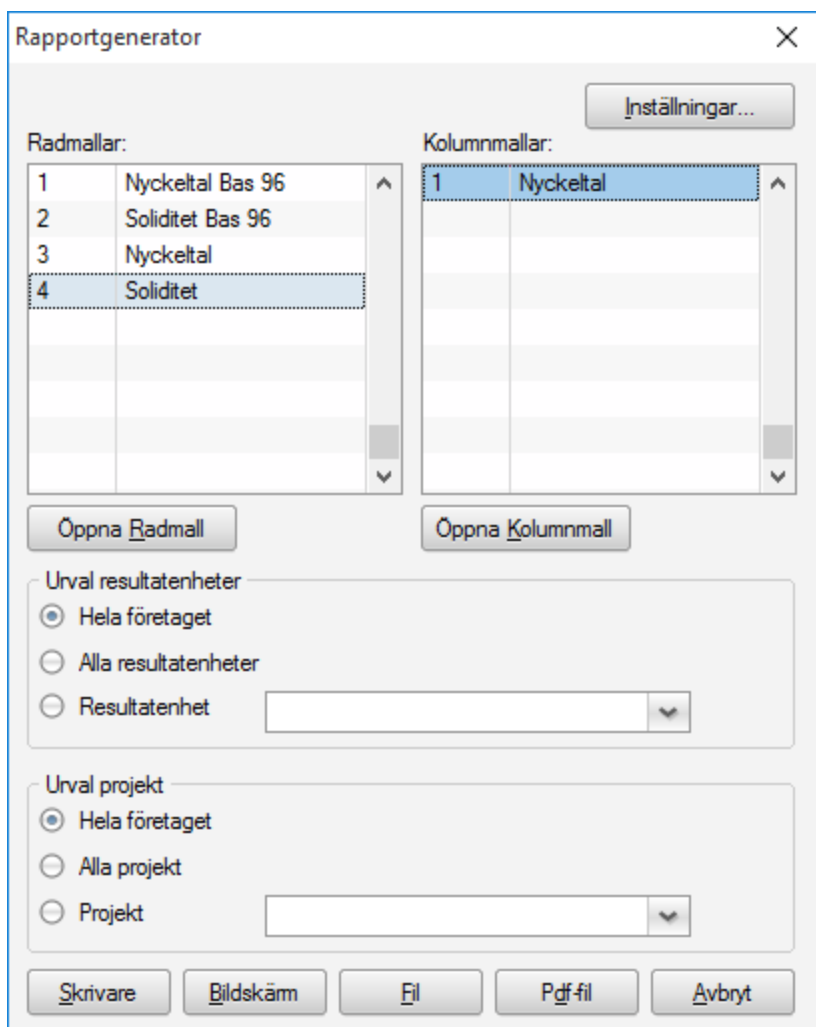 Rapportgenerator
Inställningar...
Radmallar:
1 Nyckeltal Bas 96
2 Soliditet Bas 96
3 Nyckeltal
4 Soliditet
Öppna Radmall
Kolumnmallar:
1 Nyckeltal
Öppna Kolumnmall
Urval resultatenheter
Hela företaget
Alla resultatenheter
Resultatenhet
Urval projekt
Hela företaget
Alla projekt
Projekt
Skrivare Bildskärm Fil Pdf-fil Avbryt